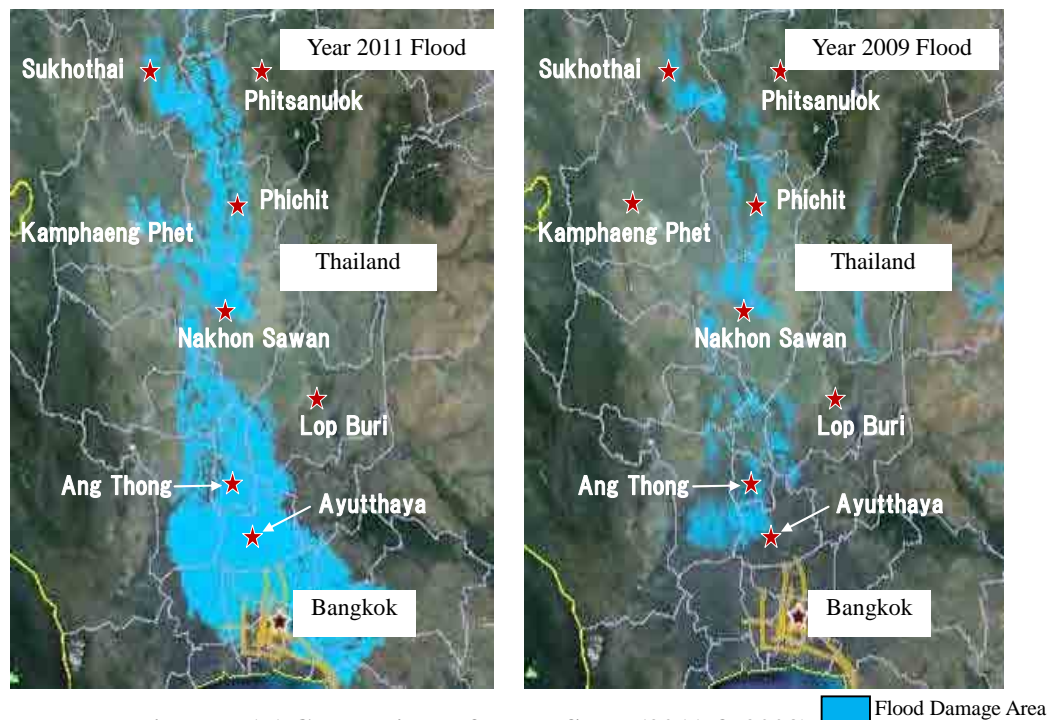 Year 2011 Flood
Sukhothai
Phitsanulok
Phichit
Kamphaeng Phet
Thailand
Nakhon Sawan
Lop Buri
Ang Thong
Ayutthaya
Bangkok
Year 2009 Flood
Sukhothai
Phitsanulok
Phichit
Kamphaeng Phet
Thailand
Nakhon Sawan
Lop Buri
Ang Thong
Ayutthaya
Bangkok
Flood Damage Area